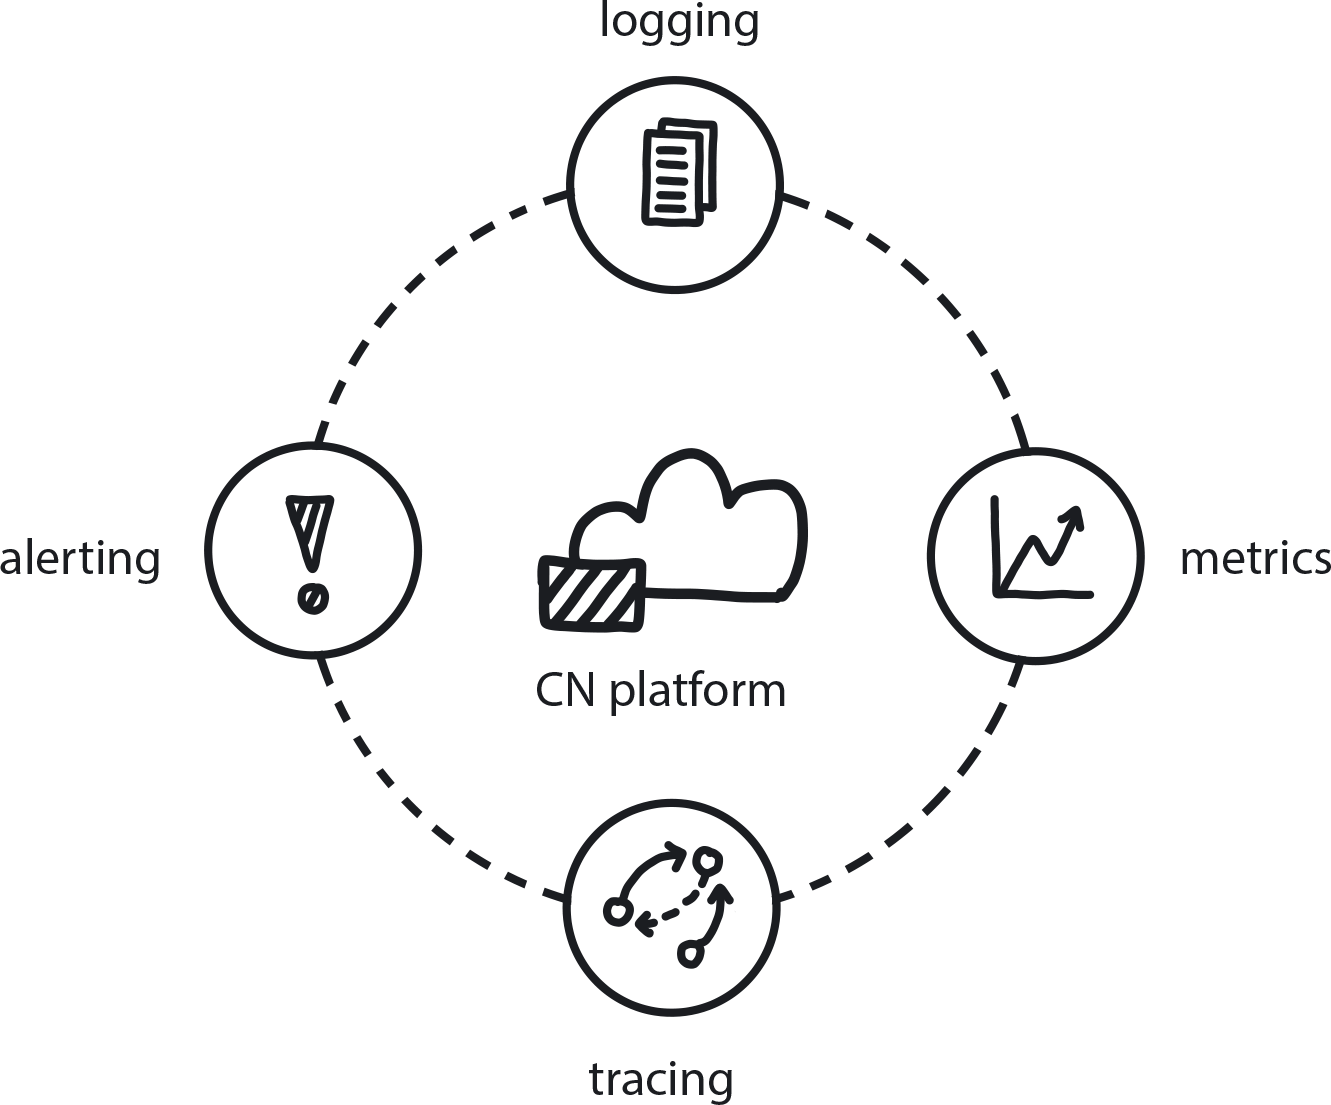 logging
alerting
metrics
CN platform
tracing